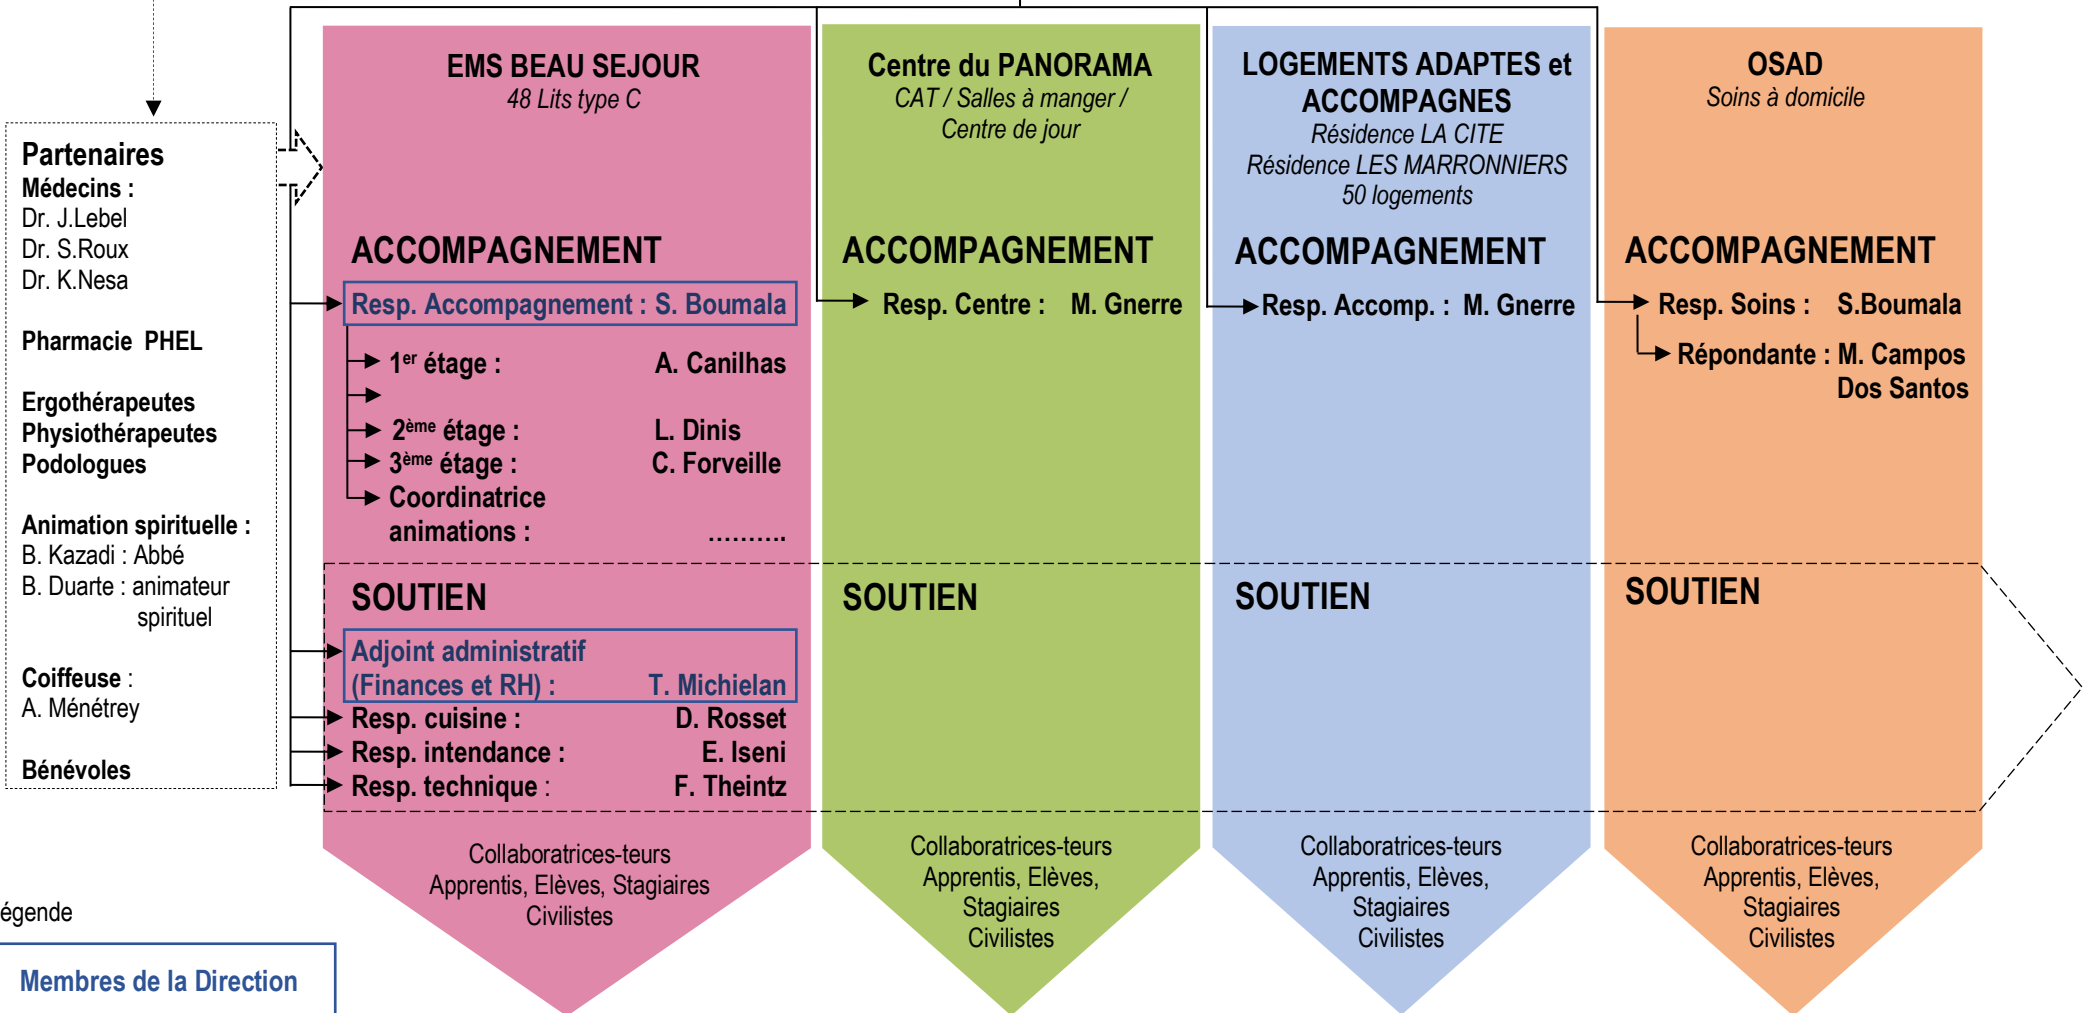 Partenaires
Médecins :
Dr. J.Lebel
Dr. S.Roux
Dr. K.Nesa
Pharmacie PHEL
Ergothérapeutes
Physiothérapeutes
Podologues
Animation spirituelle :
B. Kazadi : Abbé
B. Duarte : animateur
spirituel
Coiffeuse :
A. Ménétrey
Bénévoles
EMS BEAU SEJOUR
48 Lits type C
ACCOMPAGNEMENT
Resp. Accompagnement : S. Boumala
1er étage : A. Canilhas
2ème étage : L. Dinis
3ème étage : C. Forveille
Coordinatrice
animations : ..........
SOUTIEN
Adjoint administratif
(Finances et RH) : T. Michielan
Resp. cuisine : D. Rosset
Resp. intendance : E. Iseni
Resp. technique : F. Theintz
Collaboratrices-teurs
Apprentis, Elèves, Stagiaires
Civilistes
Centre du PANORAMA
CAT / Salles à manger /
Centre de jour
ACCOMPAGNEMENT
Resp. Centre : M. Gnerre
SOUTIEN
Collaboratrices-teurs
Apprentis, Elèves,
Stagiaires
Civilistes
LOGEMENTS ADAPTES et
ACCOMPAGNES
Résidence LA CITE
Résidence LES MARRONNIERS
50 logements
ACCOMPAGNEMENT
Resp. Accomp. : M. Gnerre
SOUTIEN
Collaboratrices-teurs
Apprentis, Elèves,
Stagiaires
Civilistes
OSAD
Soins à domicile
ACCOMPAGNEMENT
Resp. Soins : S.Boumala
Répondante : M. Campos
Dos Santos
SOUTIEN
Collaboratrices-teurs
Apprentis, Elèves,
Stagiaires
Civilistes
égende
Membres de la Direction